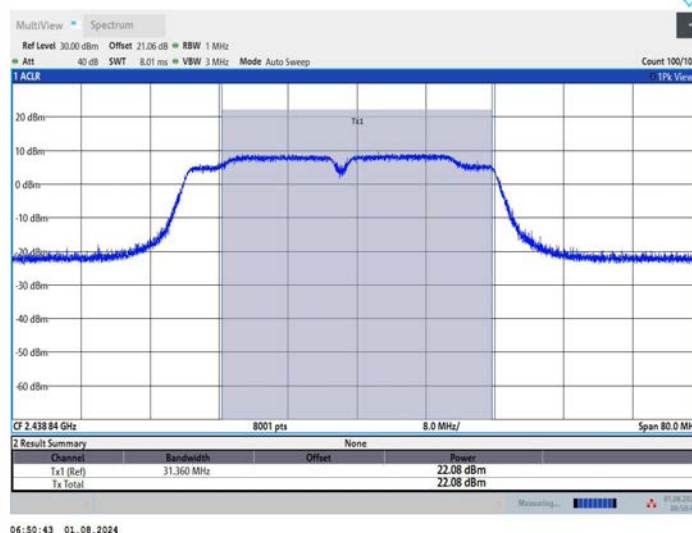 MultiView Spectrum
Ref Level 30.00 dBm Offset 21.06 dB RBW 1 MHz
Att 40 dB SWT 8.01 ms VBW 3 MHz Mode Auto Sweep Count 100/10
1 ACLR 1Pk View
Tx1
20 dBm
10 dBm
0 dBm
-10 dBm
-20 dBm
-30 dBm
-40 dBm
-50 dBm
-60 dBm
CF 2.438 84 GHz 8001 pts 8.0 MHz/ Span 80.0 MH
2 Result Summary None
Channel Bandwidth Offset Power
Tx1 (Ref) 31.360 MHz 22.08 dBm
Tx Total 22.08 dBm
Measuring...
06:50:43 01.08.2024